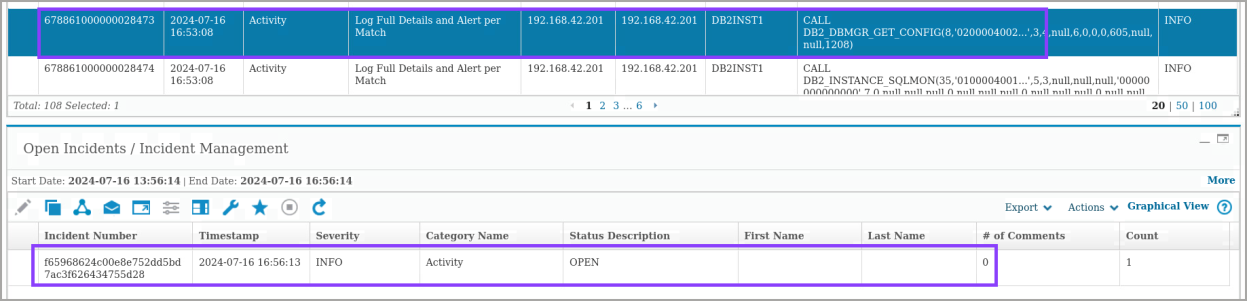 678861000000028473 2024-07-16 Activity Log Full Details and Alert per 192.168.42.201 192.168.42.201 DB2INST1 CALL INFO
16:53:08 Match DB2_DBMGR_GET_CONFIG(8,'0200004002...',3,4,null,6,0,0,0,605,null,
null,1208)
678861000000028474 2024-07-16 Activity Log Full Details and Alert per 192.168.42.201 192.168.42.201 DB2INST1 CALL INFO
16:53:08 Match DB2_INSTANCE_SQLMON(35,'0100004001...',5,3,null,null,null,'00000
000000000',7,0,null,null,null,0,null,null,null,0,null,null,null,0,null,null,
Total: 108 Selected: 1 1 2 3 ... 6 20 | 50 | 100
Open Incidents / Incident Management
Start Date: 2024-07-16 13:56:14 | End Date: 2024-07-16 16:56:14 More
Export Actions Graphical View ?
Incident Number Timestamp Severity Category Name Status Description First Name Last Name # of Comments Count
f65968624c00e8e752dd5bd 2024-07-16 16:56:13 INFO Activity OPEN 0 1
7ac3f626434755d28